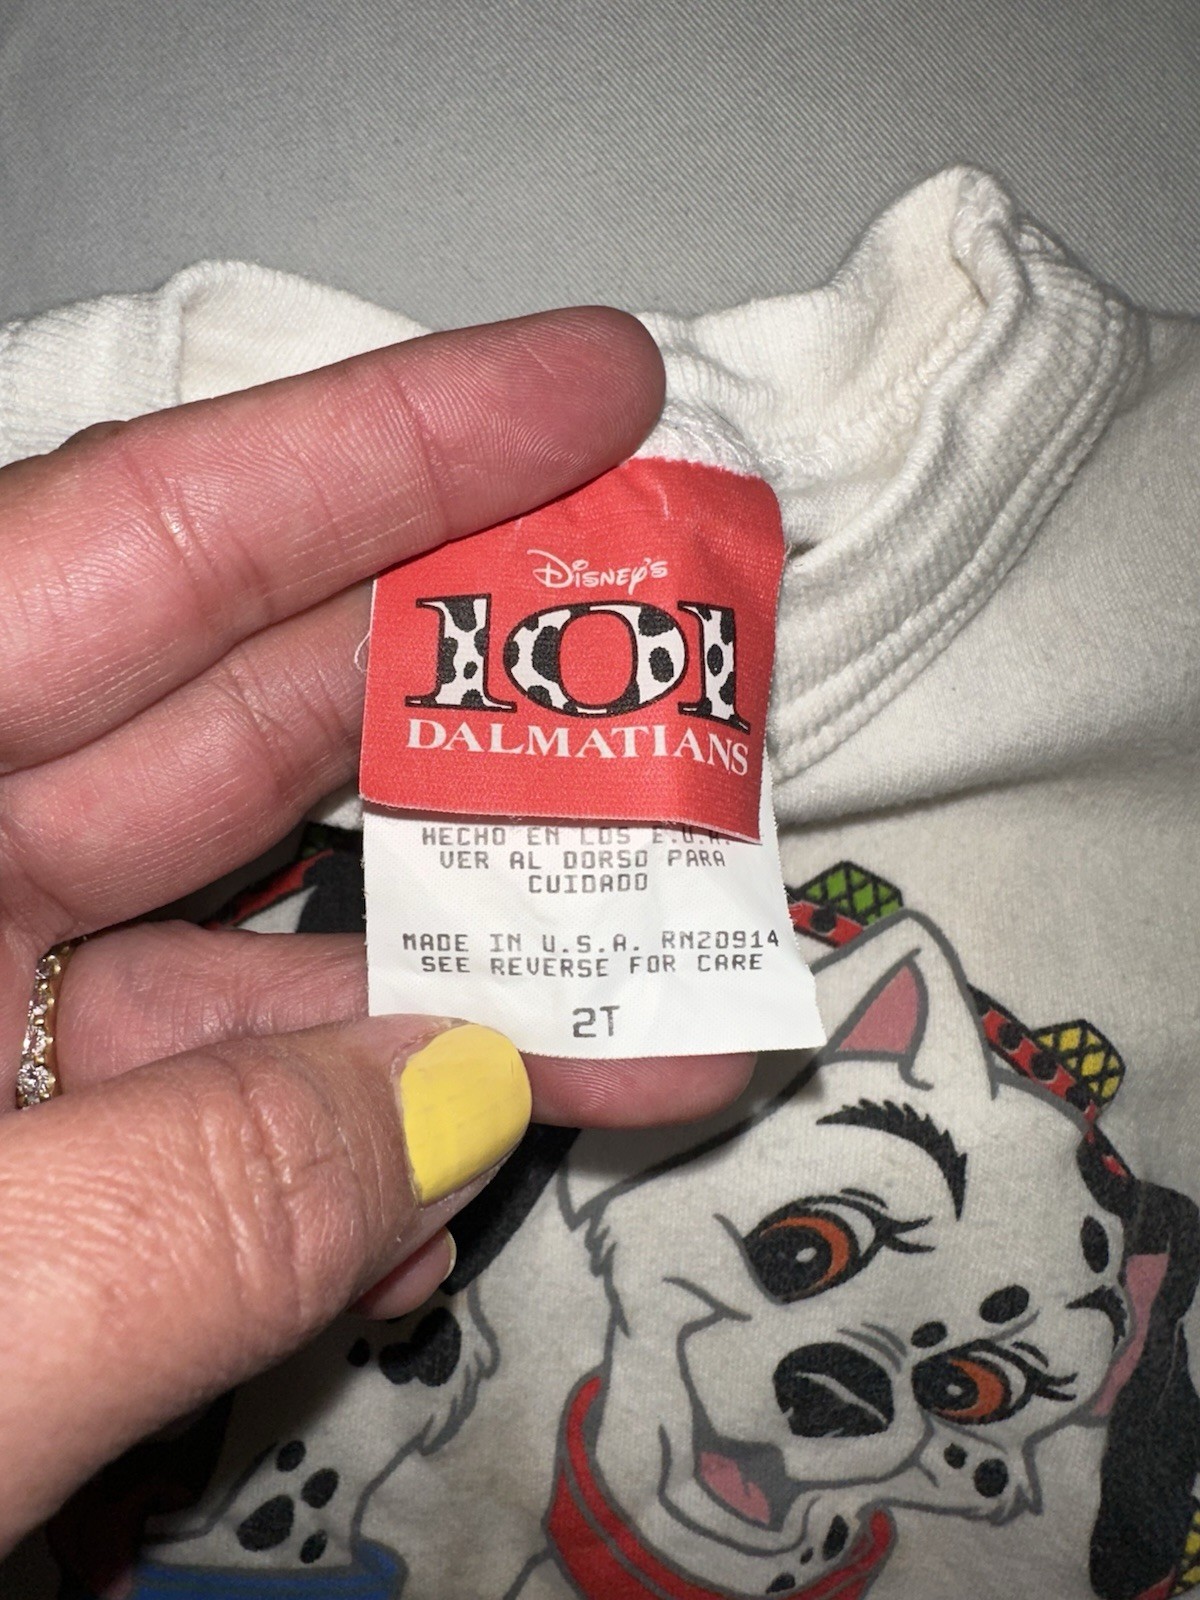 Disney's
101
DALMATIANS
HECHO EN LOS E.U.A.
VER AL DORSO PARA
CUIDADO
MADE IN U.S.A. RN20914
SEE REVERSE FOR CARE
2T